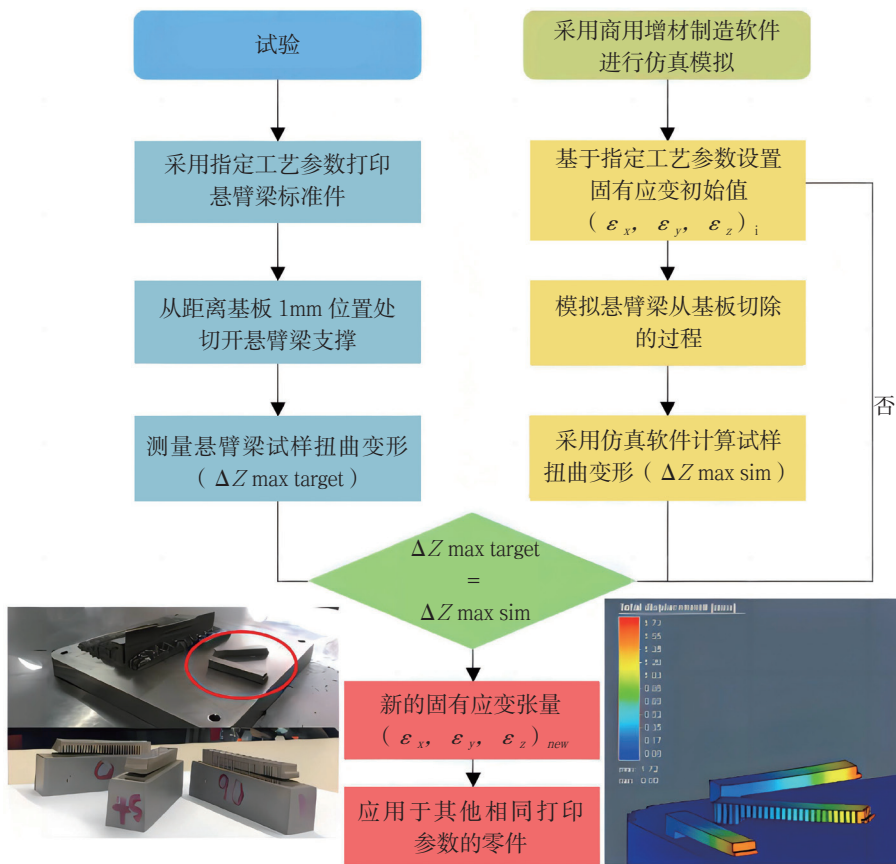 试验
采用指定工艺参数打印
悬臂梁标准件
从距离基板 1mm 位置处
切开悬臂梁支撑
测量悬臂梁试样扭曲变形
( ΔZ max target )
采用商用增材制造软件
进行仿真模拟
基于指定工艺参数设置
固有应变初始值
( εx, εy, εz )i
模拟悬臂梁从基板切除
的过程
采用仿真软件计算试样
扭曲变形( ΔZ max sim )
否
ΔZ max target
=
ΔZ max sim
新的固有应变张量
( εx, εy, εz )new
应用于其他相同打印
参数的零件
45
90
Total displacement [mm]